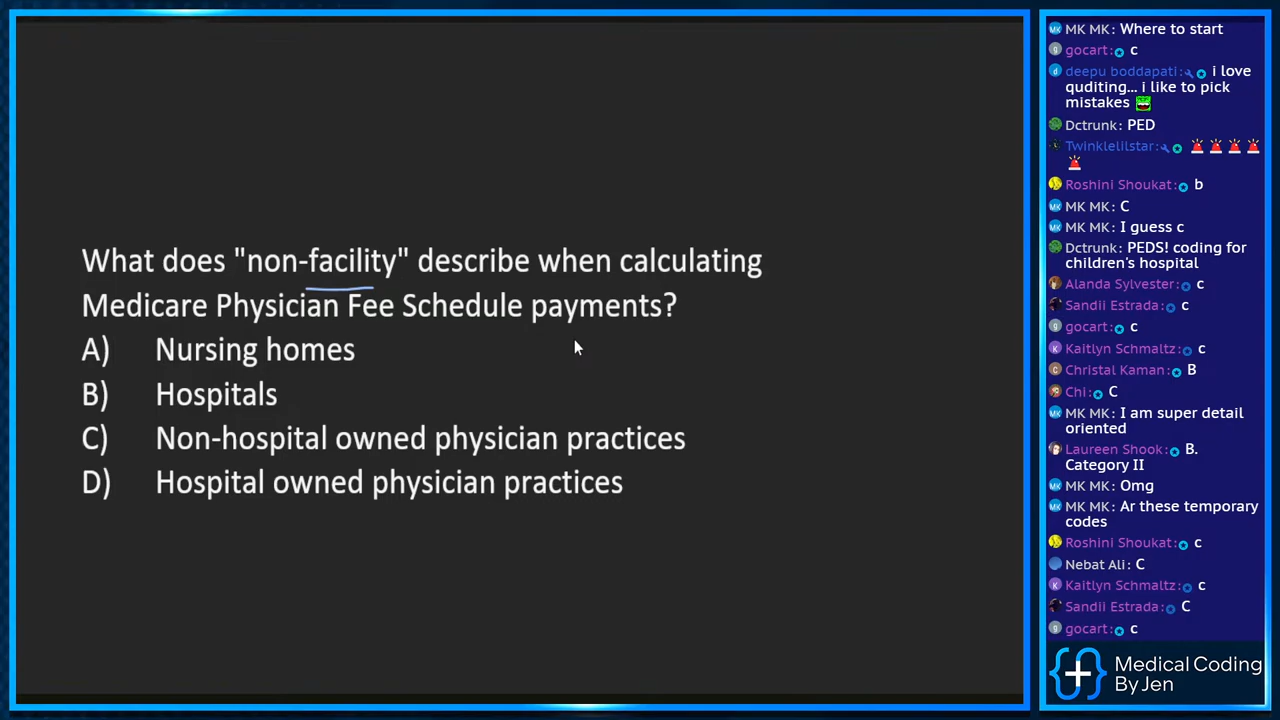 What does "non-facility" describe when calculating
Medicare Physician Fee Schedule payments?
A) Nursing homes
B) Hospitals
C) Non-hospital owned physician practices
D) Hospital owned physician practices
MK MK: Where to start
gocart: c
deepu boddapati: i love
quditing... i like to pick
mistakes
Dctrunk: PED
Twinklelilstar:
Roshini Shoukat: b
MK MK: C
MK MK: I guess c
Dctrunk: PEDS! coding for
children's hospital
Alanda Sylvester: c
Sandii Estrada: c
gocart: c
Kaitlyn Schmaltz: c
Christal Kaman: B
Chi: C
MK MK: I am super detail
oriented
Laureen Shook: B.
Category II
MK MK: Omg
MK MK: Ar these temporary
codes
Roshini Shoukat: c
Nebat Ali: C
Kaitlyn Schmaltz: c
Sandii Estrada: C
gocart: c
Medical Coding
By Jen